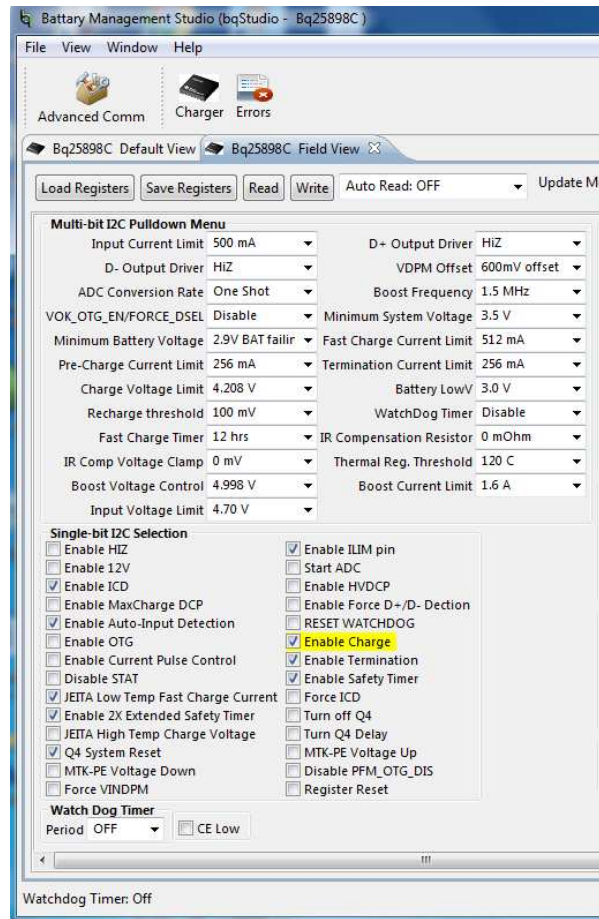 Battary Management Studio (bqStudio - Bq25898C )
File View Window Help
Advanced Comm Charger Errors
Bq25898C Default View Bq25898C Field View
Load Registers Save Registers Read Write Auto Read: OFF Update M
Multi-bit I2C Pulldown Menu
Input Current Limit 500 mA D+ Output Driver HiZ
D- Output Driver HiZ VDPM Offset 600mV offset
ADC Conversion Rate One Shot Boost Frequency 1.5 MHz
VOK_OTG_EN/FORCE_DSEL Disable Minimum System Voltage 3.5 V
Minimum Battery Voltage 2.9V BAT failin Fast Charge Current Limit 512 mA
Pre-Charge Current Limit 256 mA Termination Current Limit 256 mA
Charge Voltage Limit 4.208 V Battery LowV 3.0 V
Recharge threshold 100 mV WatchDog Timer Disable
Fast Charge Timer 12 hrs IR Compensation Resistor 0 mOhm
IR Comp Voltage Clamp 0 mV Thermal Reg. Threshold 120 C
Boost Voltage Control 4.998 V Boost Current Limit 1.6 A
Input Voltage Limit 4.70 V
Single-bit I2C Selection
Enable HIZ Enable ILIM pin
Enable 12V Start ADC
Enable ICD Enable HVDCP
Enable MaxCharge DCP Enable Force D+/D- Dection
Enable Auto-Input Detection RESET WATCHDOG
Enable OTG Enable Charge
Enable Current Pulse Control Enable Termination
Disable STAT Enable Safety Timer
JEITA Low Temp Fast Charge Current Force ICD
Enable 2X Extended Safety Timer Turn off Q4
JEITA High Temp Charge Voltage Turn Q4 Delay
Q4 System Reset MTK-PE Voltage Up
MTK-PE Voltage Down Disable PFM_OTG_DIS
Force VINDPM Register Reset
Watch Dog Timer
Period OFF CE Low
Watchdog Timer: Off